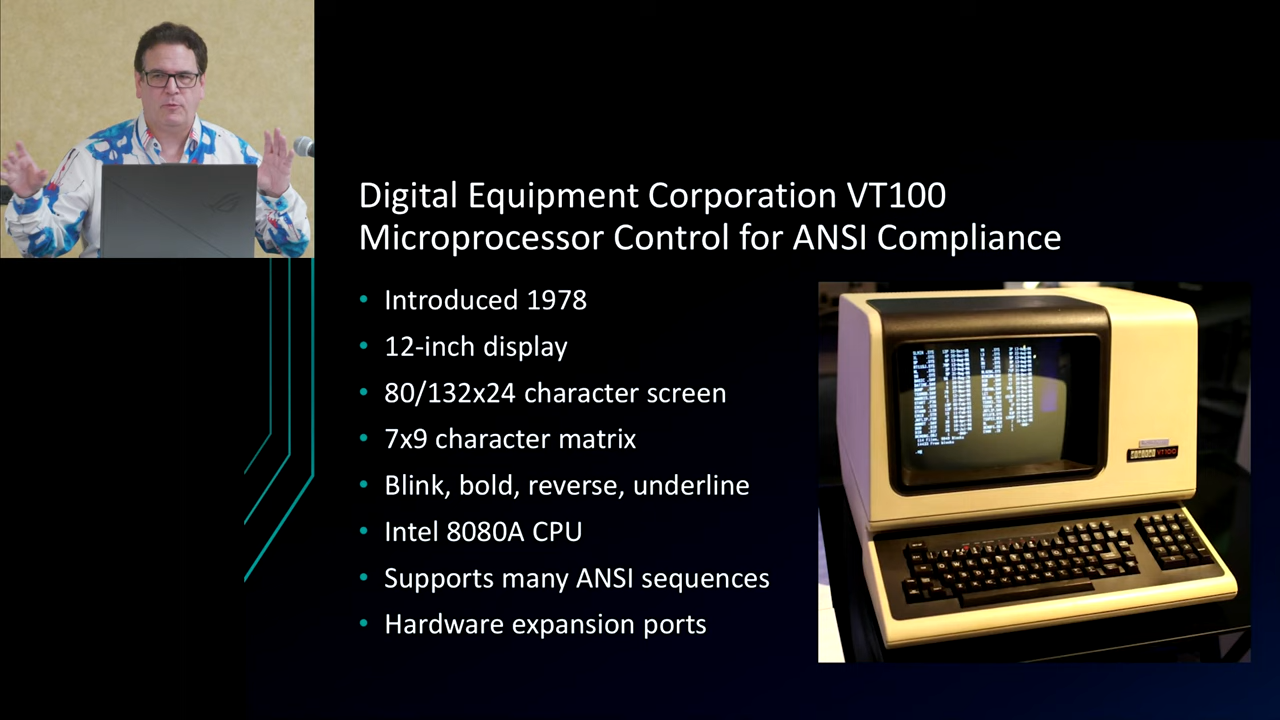 Digital Equipment Corporation VT100
Microprocessor Control for ANSI Compliance
• Introduced 1978
• 12-inch display
• 80/132x24 character screen
• 7x9 character matrix
• Blink, bold, reverse, underline
• Intel 8080A CPU
• Supports many ANSI sequences
• Hardware expansion ports
VT100